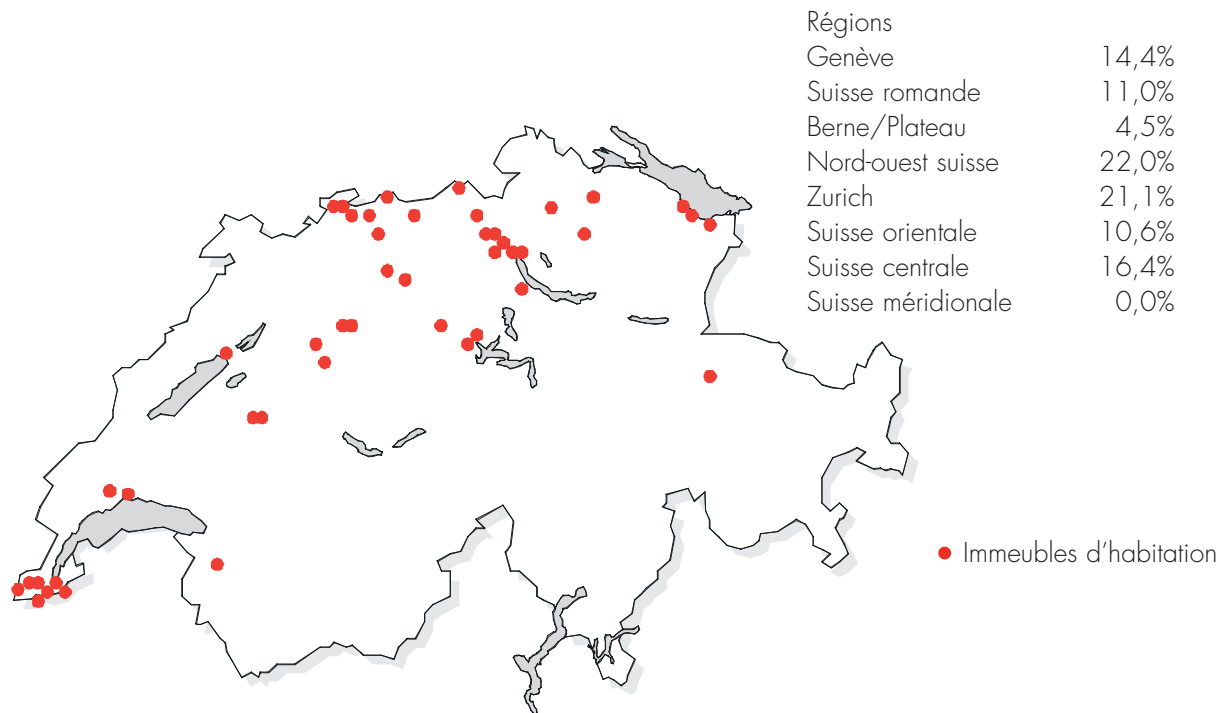 Régions
Genève 14,4%
Suisse romande 11,0%
Berne/Plateau 4,5%
Nord-ouest suisse 22,0%
Zurich 21,1%
Suisse orientale 10,6%
Suisse centrale 16,4%
Suisse méridionale 0,0%
Immeubles d'habitation